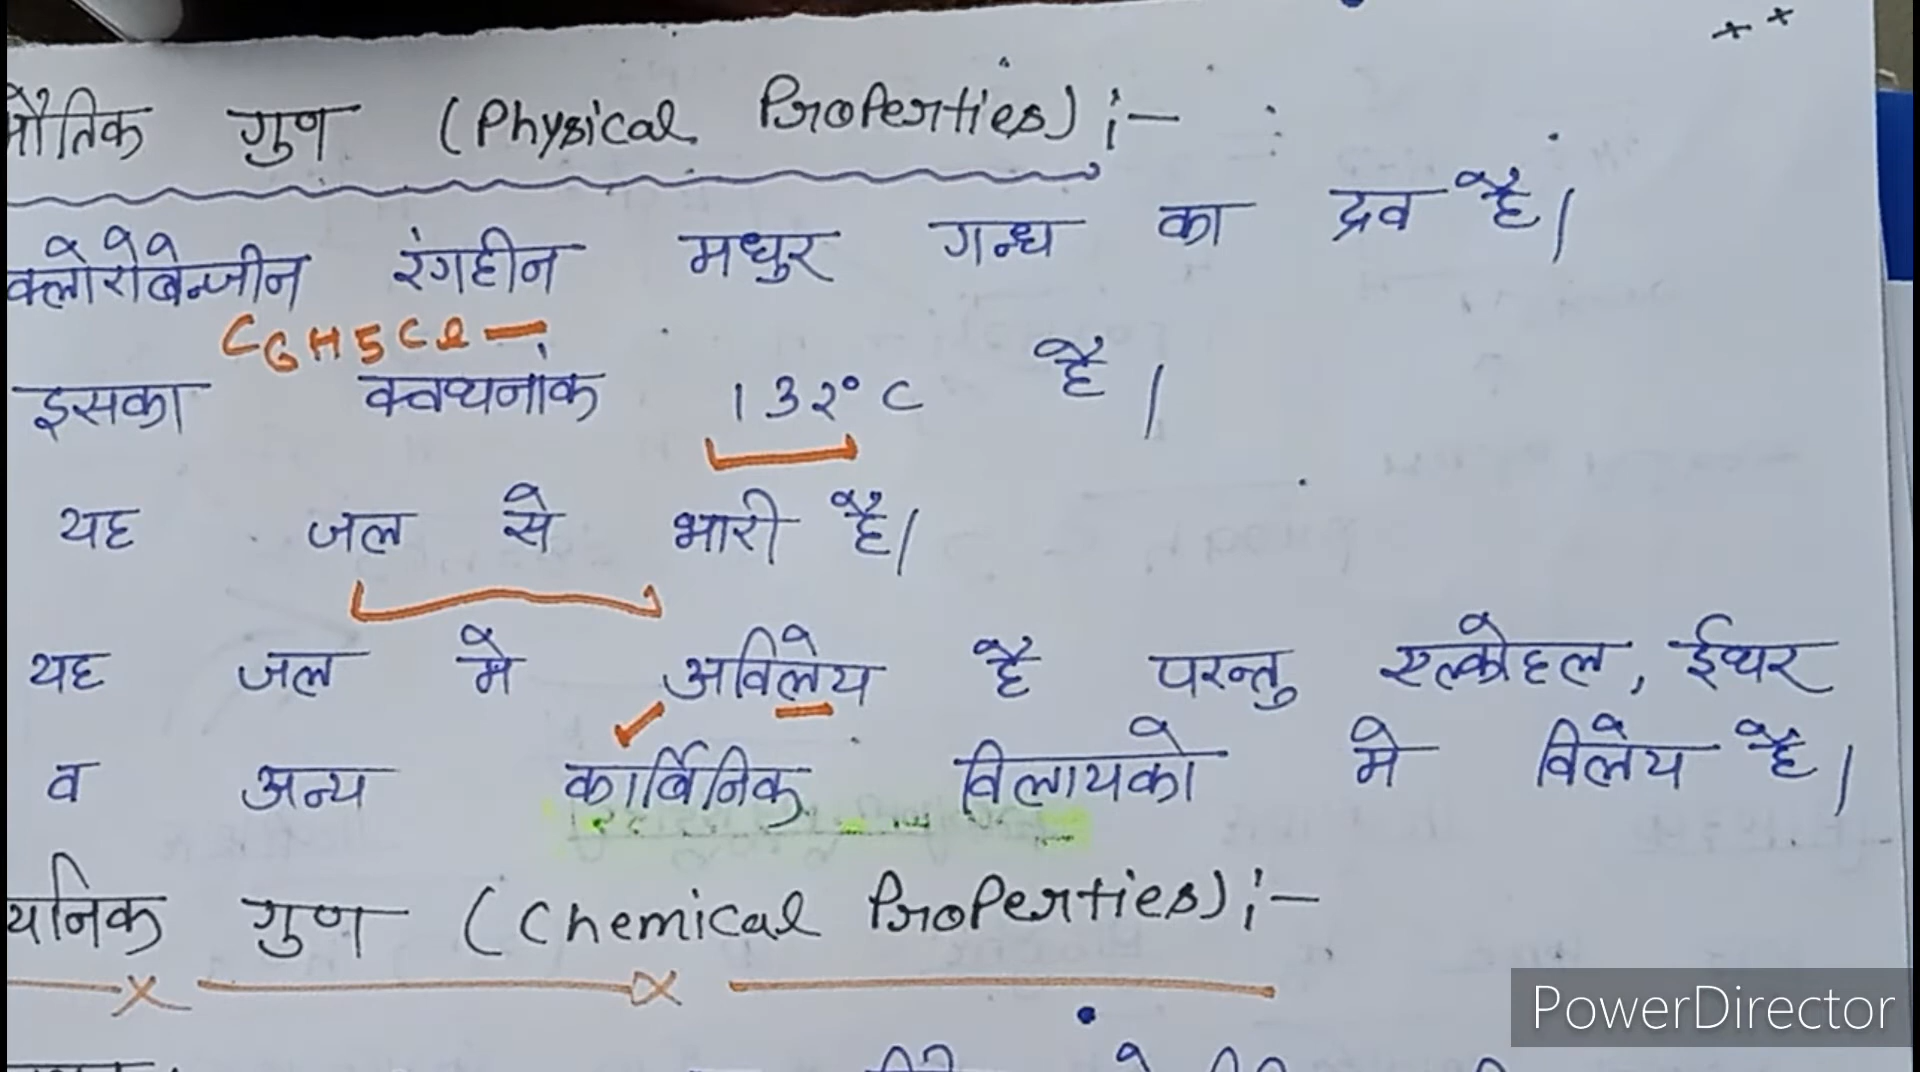 भौतिक गुण (Physical Properties) :-
क्लोरोबेन्जीन रंगहीन मधुर गन्ध का द्रव है।
C6H5Cl -
इसका क्वथनांक 132° C है।
यह जल से भारी है।
यह जल मे अविलेय है परन्तु एल्कोहल, ईथर
व अन्य कार्बिनिक विलायको मे विलेय है।
यनिक गुण (Chemical Properties) :-
PowerDirector